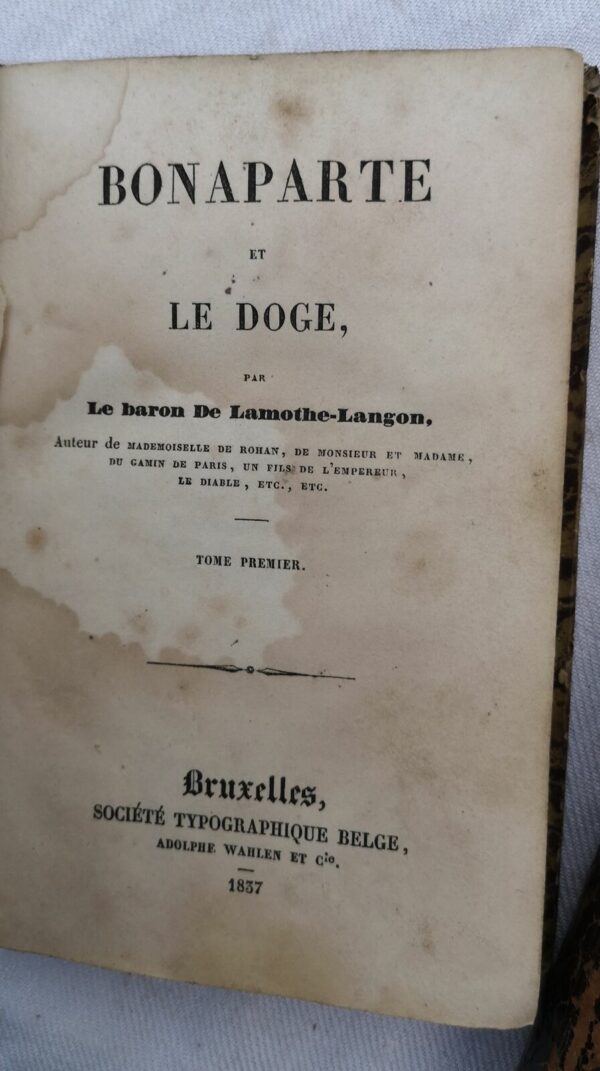 BONAPARTE
ET
LE DOGE,
PAR
Le baron De Lamothe-Langon,
Auteur de MADEMOISELLE DE ROHAN, DE MONSIEUR ET MADAME,
DU GAMIN DE PARIS, UN FILS DE L'EMPEREUR,
LE DIABLE, ETC., ETC.
TOME PREMIER.
Bruxelles,
SOCIÉTÉ TYPOGRAPHIQUE BELGE,
ADOLPHE WAHLEN ET Cie.
1837